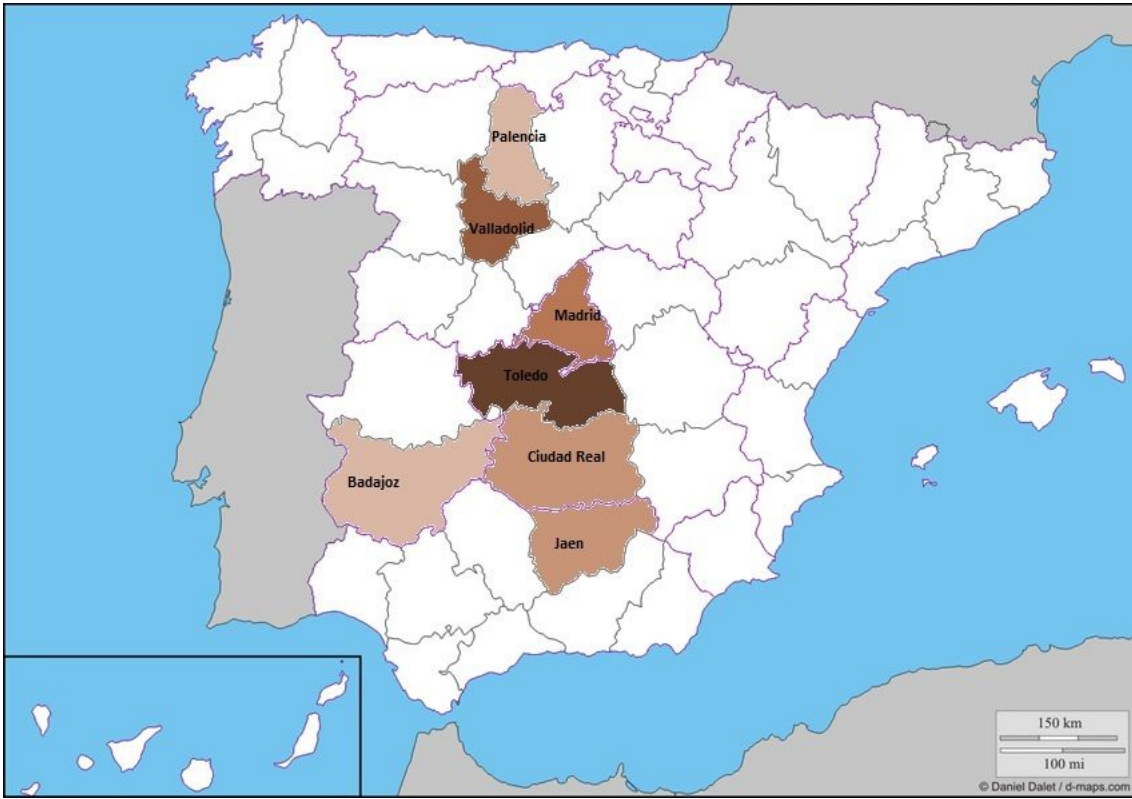 Palencia
Valladolid
Madrid
Toledo
Ciudad Real
Badajoz
Jaen
150 km
100 mi
© Daniel Dalet / d-maps.com